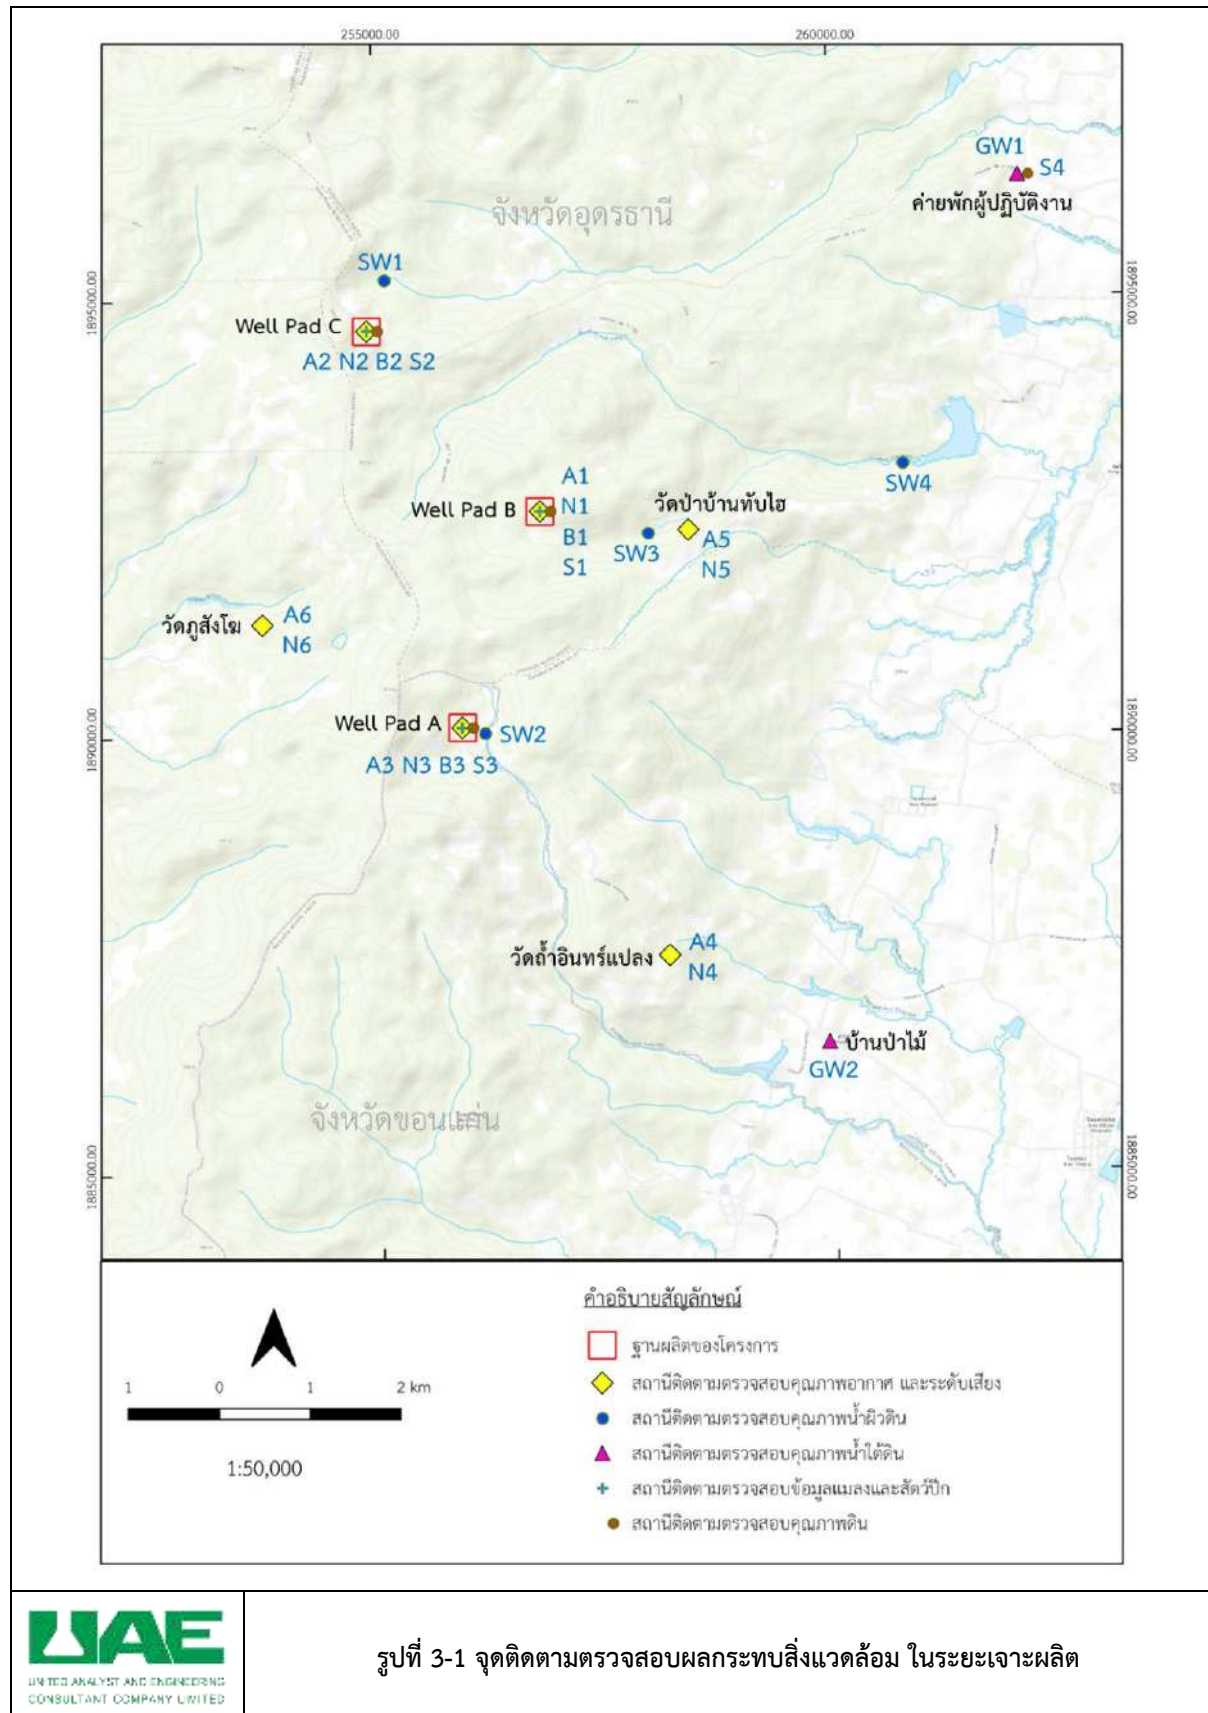 255000.00
260000.00
GW1
S4
ค่ายพักผู้ปฏิบัติงาน
จังหวัดอุดรธานี
SW1
1895000.00
1895000.00
Well Pad C
A2 N2 B2 S2
SW4
A1
N1
B1
S1
Well Pad B
วัดป่าบ้านทับไฮ
SW3
A5
N5
วัดภูสังโฆ
A6
N6
Well Pad A
SW2
A3 N3 B3 S3
1890000.00
1890000.00
วัดถ้ำอินทร์แปลง
A4
N4
บ้านป่าไม้
GW2
จังหวัดขอนแก่น
1885000.00
1885000.00
คำอธิบายสัญลักษณ์
ฐานผลิตของโครงการ
สถานีติดตามตรวจสอบคุณภาพอากาศ และระดับเสียง
สถานีติดตามตรวจสอบคุณภาพน้ำผิวดิน
สถานีติดตามตรวจสอบคุณภาพน้ำใต้ดิน
สถานีติดตามตรวจสอบข้อมูลแมลงและสัตว์ปีก
สถานีติดตามตรวจสอบคุณภาพดิน
1 0 1 2 km
1:50,000
UAE
UNITED ANALYST AND ENGINEERING
CONSULTANT COMPANY LIMITED
รูปที่ 3-1 จุดติดตามตรวจสอบผลกระทบสิ่งแวดล้อม ในระยะเจาะผลิต